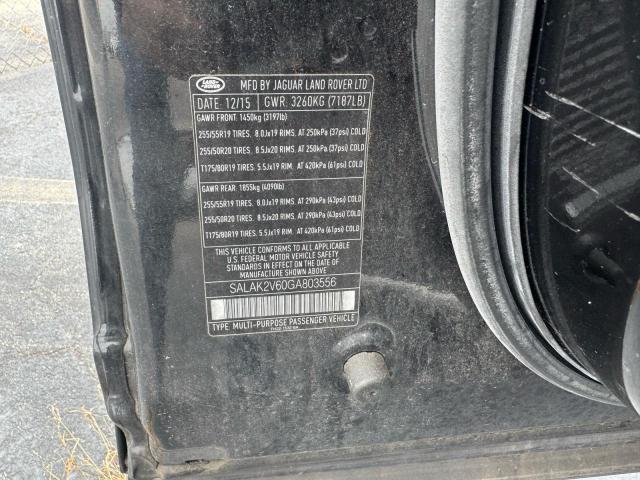 LAND ROVER
MFD BY JAGUAR LAND ROVER LTD
DATE: 12/15 GWR: 3260KG (7187LB)
GAWR FRONT: 1450kg (3197lb)
255/55R19 TIRES. 8.0Jx19 RIMS. AT 250kPa (37psi) COLD
255/50R20 TIRES. 8.5Jx20 RIMS. AT 250kPa (37psi) COLD
T175/80R19 TIRES. 5.5Jx19 RIM. AT 420kPa (61psi) COLD
GAWR REAR: 1855kg (4090lb)
255/55R19 TIRES. 8.0Jx19 RIMS. AT 290kPa (43psi) COLD
255/50R20 TIRES. 8.5Jx20 RIMS. AT 290kPa (43psi) COLD
T175/80R19 TIRES. 5.5Jx19 RIM. AT 420kPa (61psi) COLD
THIS VEHICLE CONFORMS TO ALL APPLICABLE
U.S. FEDERAL MOTOR VEHICLE SAFETY
STANDARDS IN EFFECT ON THE DATE OF
MANUFACTURE SHOWN ABOVE
SALAK2V60GA803556
TYPE: MULTI-PURPOSE PASSENGER VEHICLE